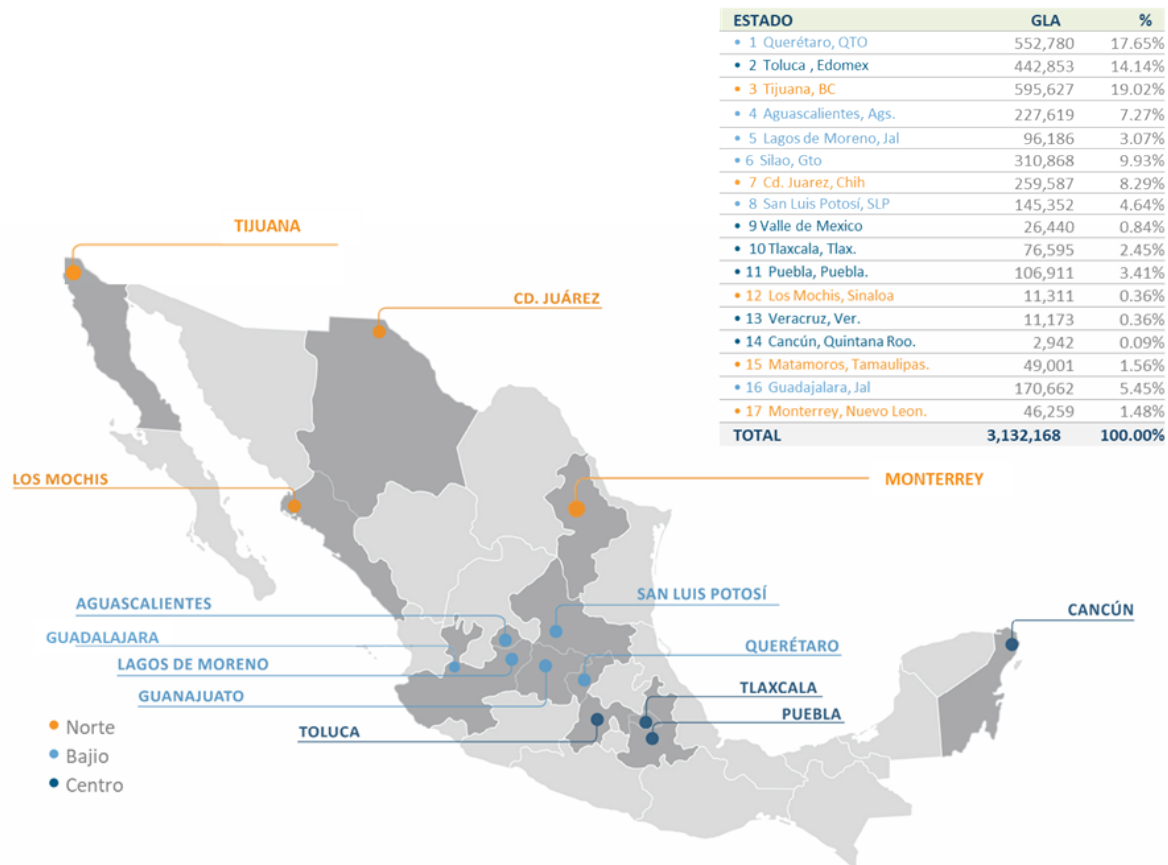 ESTADO GLA %
• 1 Querétaro, QTO 552,780 17.65%
• 2 Toluca , Edomex 442,853 14.14%
• 3 Tijuana, BC 595,627 19.02%
• 4 Aguascalientes, Ags. 227,619 7.27%
• 5 Lagos de Moreno, Jal 96,186 3.07%
• 6 Silao, Gto 310,868 9.93%
• 7 Cd. Juarez, Chih 259,587 8.29%
• 8 San Luis Potosí, SLP 145,352 4.64%
• 9 Valle de Mexico 26,440 0.84%
• 10 Tlaxcala, Tlax. 76,595 2.45%
• 11 Puebla, Puebla. 106,911 3.41%
• 12 Los Mochis, Sinaloa 11,311 0.36%
• 13 Veracruz, Ver. 11,173 0.36%
• 14 Cancún, Quintana Roo. 2,942 0.09%
• 15 Matamoros, Tamaulipas. 49,001 1.56%
• 16 Guadajalara, Jal 170,662 5.45%
• 17 Monterrey, Nuevo Leon. 46,259 1.48%
TOTAL 3,132,168 100.00%
TIJUANA
CD. JUÁREZ
LOS MOCHIS
MONTERREY
SAN LUIS POTOSÍ
AGUASCALIENTES
CANCÚN
GUADALAJARA
QUERÉTARO
LAGOS DE MORENO
TLAXCALA
GUANAJUATO
PUEBLA
TOLUCA
Norte
Bajio
Centro